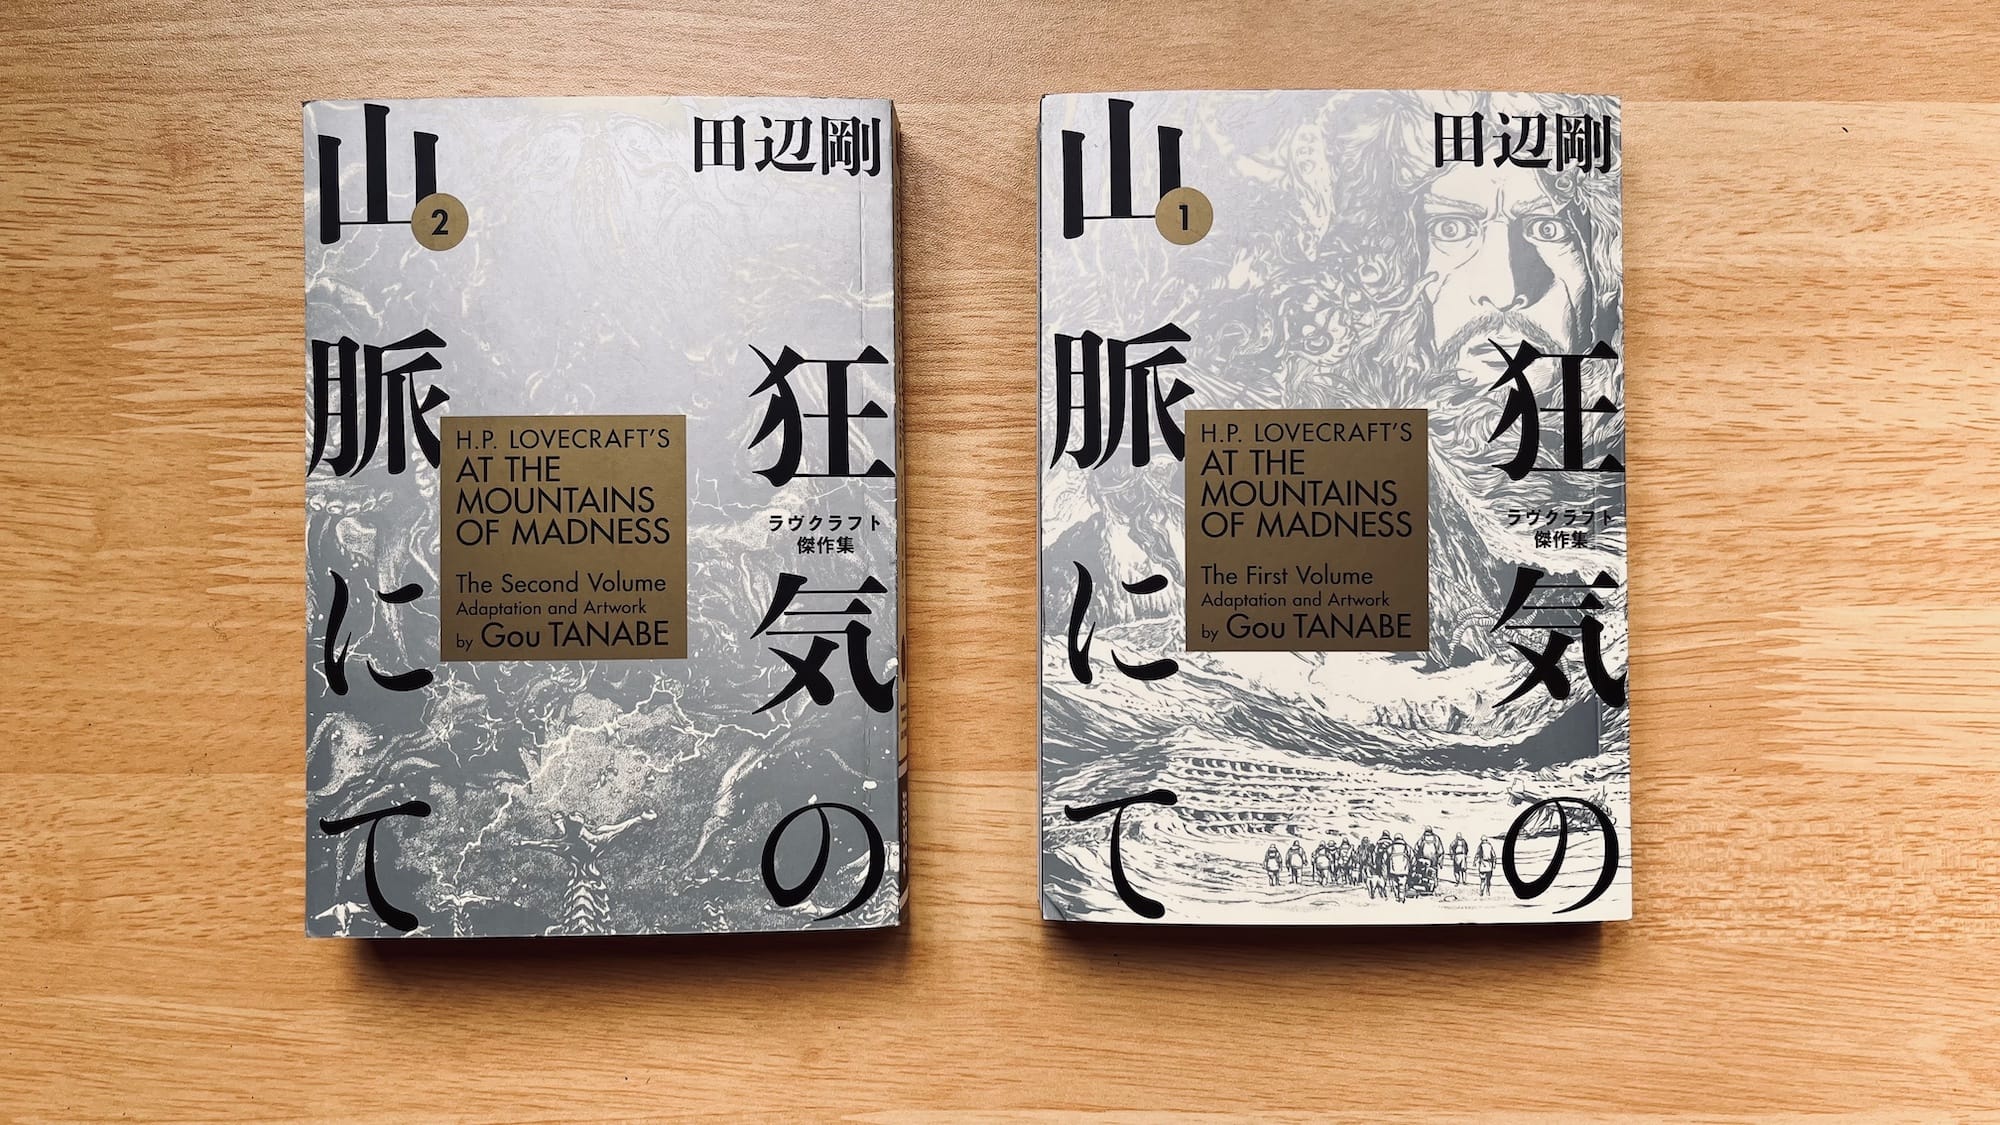 田辺剛
狂気の
山脈にて
2
ラヴクラフト
傑作集
H.P. LOVECRAFT'S
AT THE
MOUNTAINS
OF MADNESS
The Second Volume
Adaptation and Artwork
by Gou TANABE
田辺剛
狂気の
山脈にて
1
ラヴクラフト
傑作集
H.P. LOVECRAFT'S
AT THE
MOUNTAINS
OF MADNESS
The First Volume
Adaptation and Artwork
by Gou TANABE